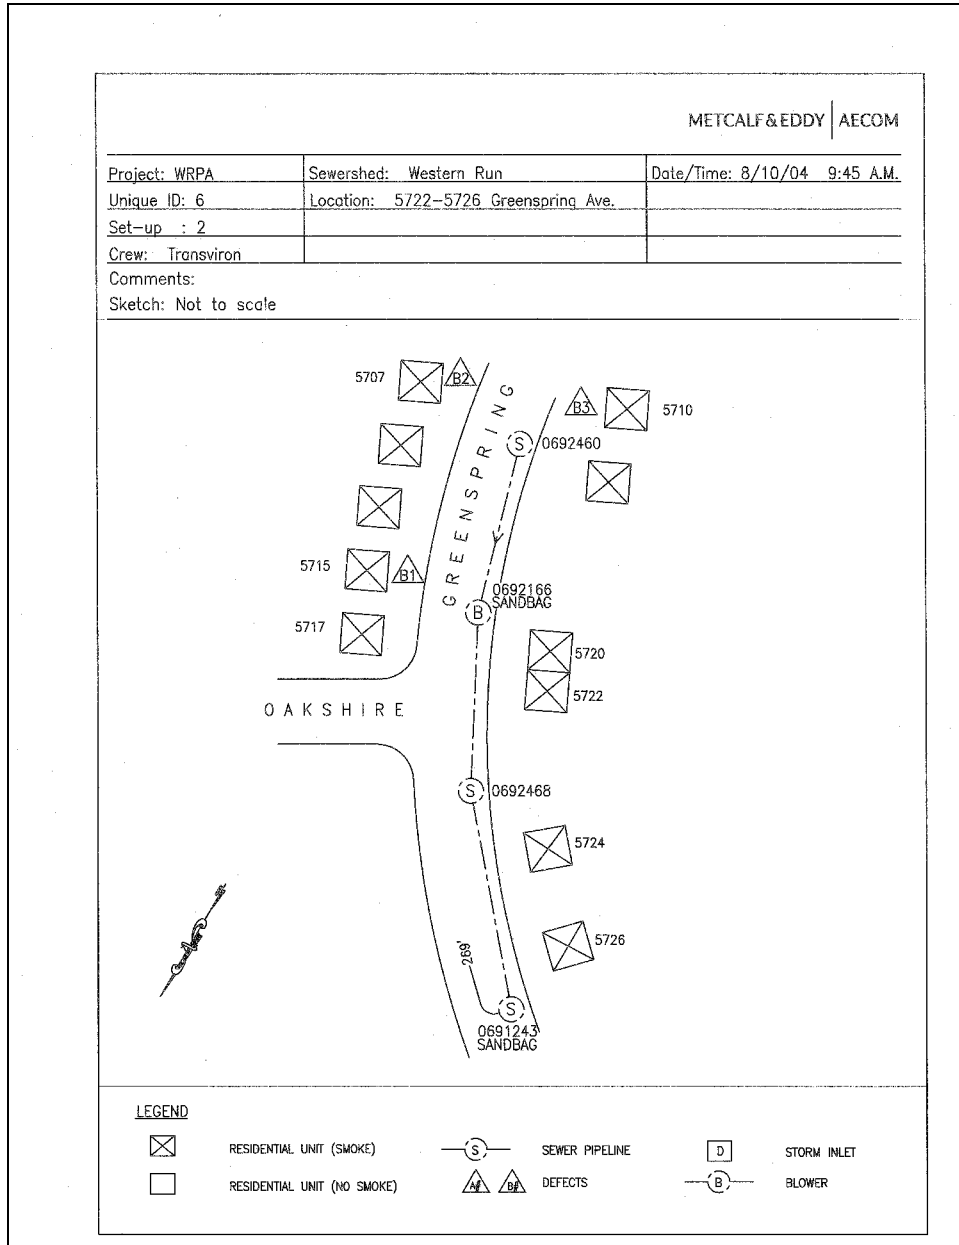 METCALF&EDDY | AECOM
Project: WRPA Sewershed: Western Run Date/Time: 8/10/04 9:45 A.M.
Unique ID: 6 Location: 5722-5726 Greenspring Ave.
Set-up : 2
Crew: Transviron
Comments:
Sketch: Not to scale
5707
B2
B3
5710
GREENSPRING
S
0692460
5715
B1
0692166
SANDBAG
B
5717
5720
5722
OAKSHIRE
S
0692468
5724
5726
269'
S
0691243
SANDBAG
LEGEND
RESIDENTIAL UNIT (SMOKE) S SEWER PIPELINE D STORM INLET
RESIDENTIAL UNIT (NO SMOKE) A# B# DEFECTS B BLOWER